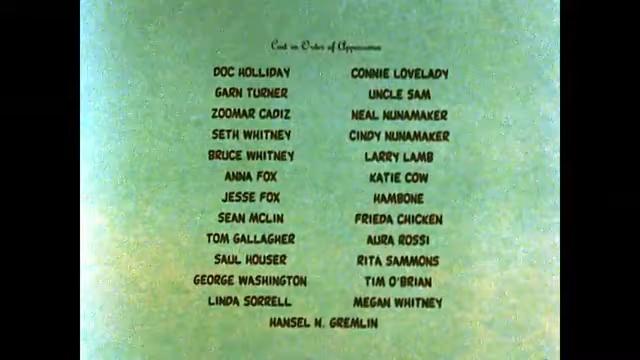 Cast in Order of Appearance
DOC HOLLIDAY CONNIE LOVELADY
GARN TURNER UNCLE SAM
ZOOMAR CADIZ NEAL NUNAMAKER
SETH WHITNEY CINDY NUNAMAKER
BRUCE WHITNEY LARRY LAMB
ANNA FOX KATIE COW
JESSE FOX HAMBONE
SEAN MCLIN FRIEDA CHICKEN
TOM GALLAGHER AURA ROSSI
SAUL HOUSER RITA SAMMONS
GEORGE WASHINGTON TIM O'BRIAN
LINDA SORRELL MEGAN WHITNEY
HANSEL N. GREMLIN